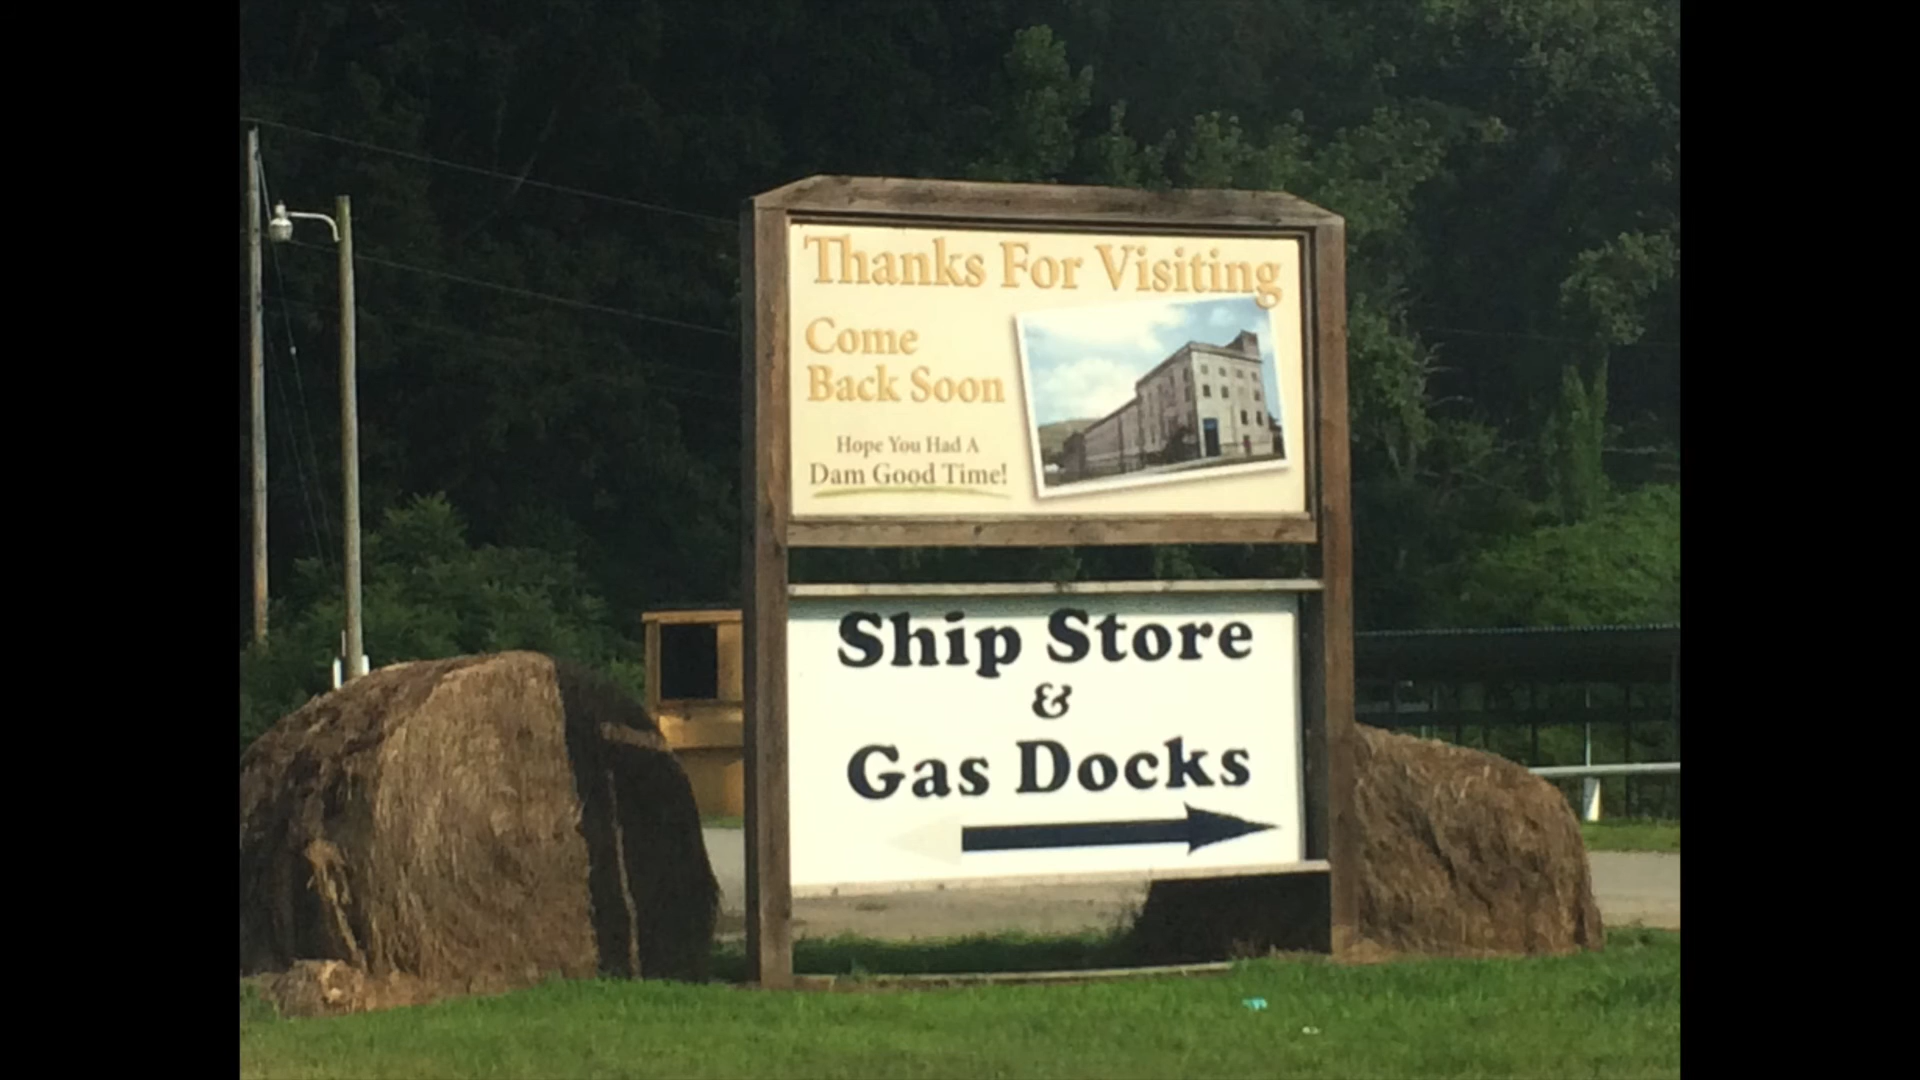 Thanks For Visiting
Come
Back Soon
Hope You Had A
Dam Good Time!
Ship Store
&
Gas Docks